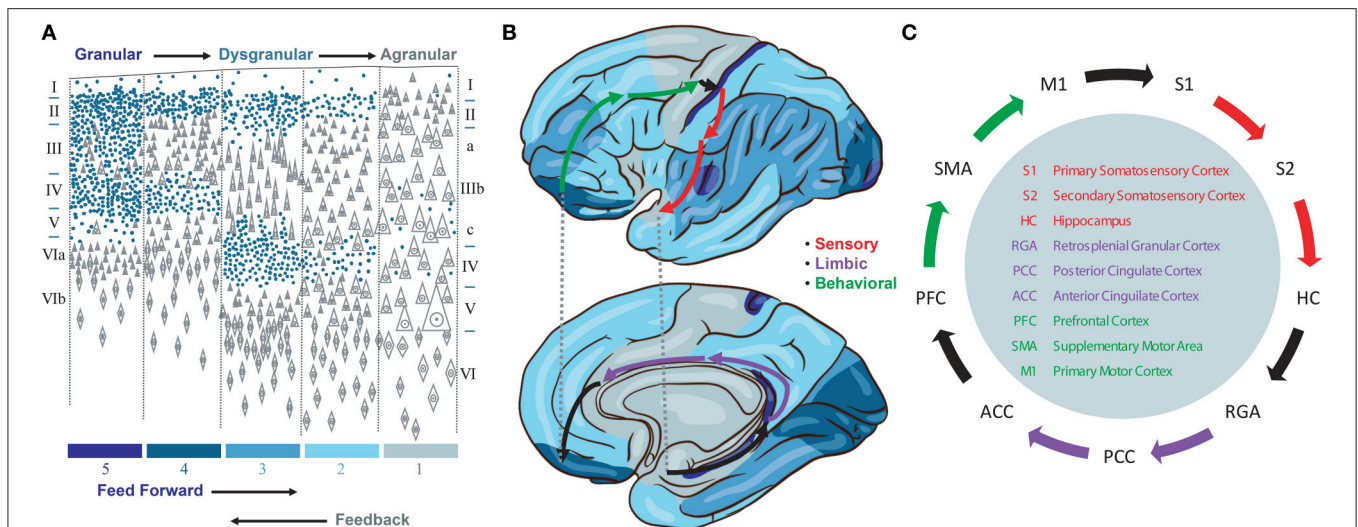 A
Granular
Dysgranular
Agranular
I
II
III
IV
V
VIa
VIb
I
II
a
IIIb
c
IV
V
VI
5
4
3
2
1
Feed Forward
Feedback
B
• Sensory
• Limbic
• Behavioral
C
M1
S1
S2
HC
RGA
PCC
ACC
PFC
SMA
S1 Primary Somatosensory Cortex
S2 Secondary Somatosensory Cortex
HC Hippocampus
RGA Retrosplenial Granular Cortex
PCC Posterior Cingulate Cortex
ACC Anterior Cinguilate Cortex
PFC Prefrontal Cortex
SMA Supplementary Motor Area
M1 Primary Motor Cortex